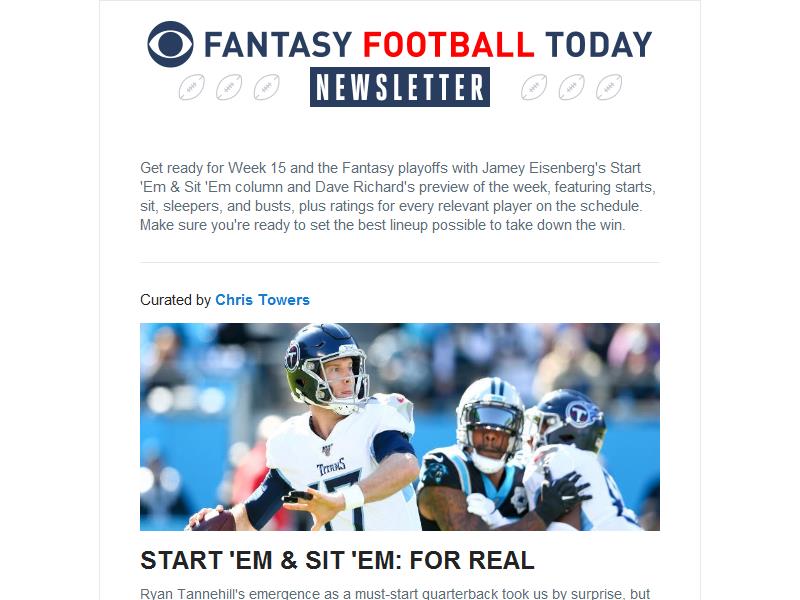 FANTASY FOOTBALL TODAY
NEWSLETTER
Get ready for Week 15 and the Fantasy playoffs with Jamey Eisenberg's Start
'Em & Sit 'Em column and Dave Richard's preview of the week, featuring starts,
sit, sleepers, and busts, plus ratings for every relevant player on the schedule.
Make sure you're ready to set the best lineup possible to take down the win.
Curated by Chris Towers
TITANS
17
START 'EM & SIT 'EM: FOR REAL
Ryan Tannehill's emergence as a must-start quarterback took us by surprise, but